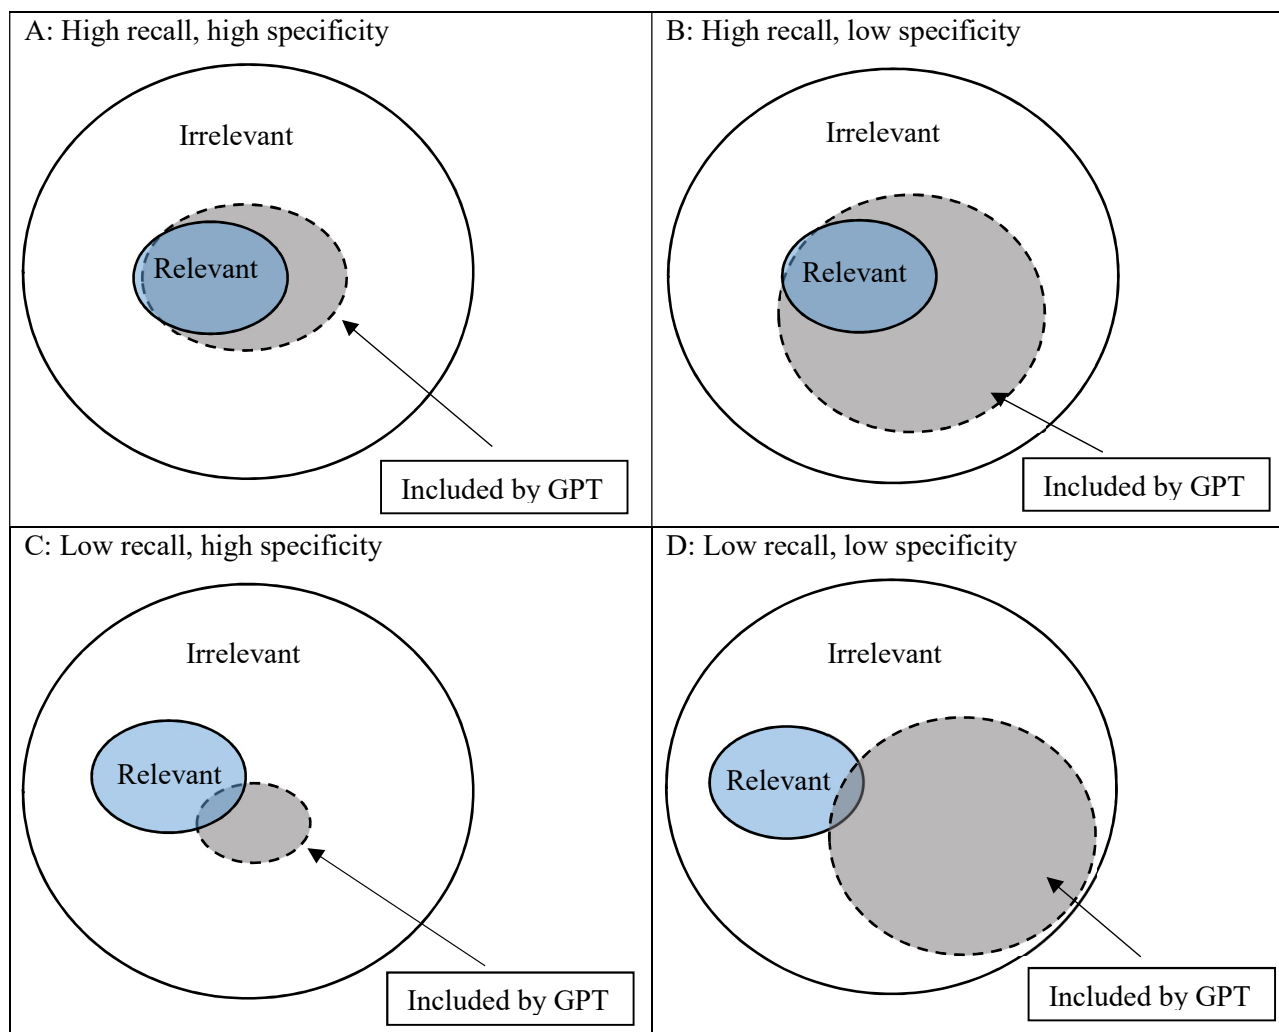 A: High recall, high specificity
Irrelevant
Relevant
Included by GPT
B: High recall, low specificity
Irrelevant
Relevant
Included by GPT
C: Low recall, high specificity
Irrelevant
Relevant
Included by GPT
D: Low recall, low specificity
Irrelevant
Relevant
Included by GPT